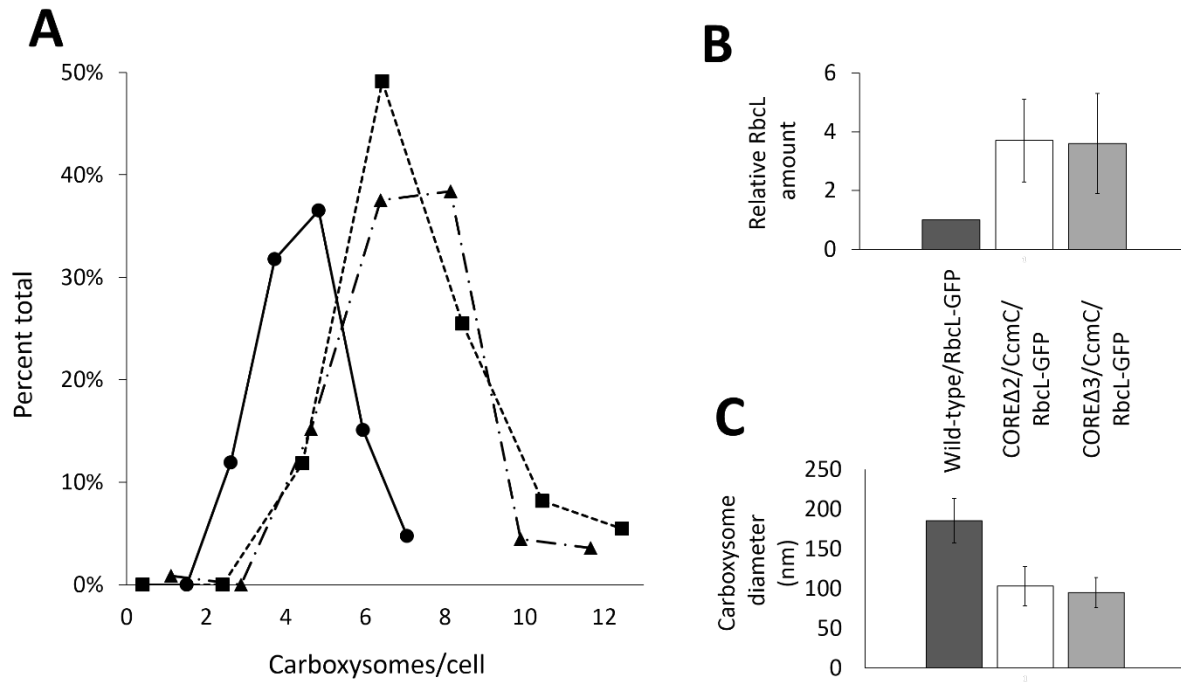 A
50%
40%
30%
20%
10%
0%
Percent total
0 2 4 6 8 10 12
Carboxysomes/cell
B
6
4
2
0
Relative RbcL
amount
Wild-type/RbcL-GFP
COREΔ2/CcmC/
RbcL-GFP
COREΔ3/CcmC/
RbcL-GFP
C
250
200
150
100
50
0
Carboxysome
diameter
(nm)